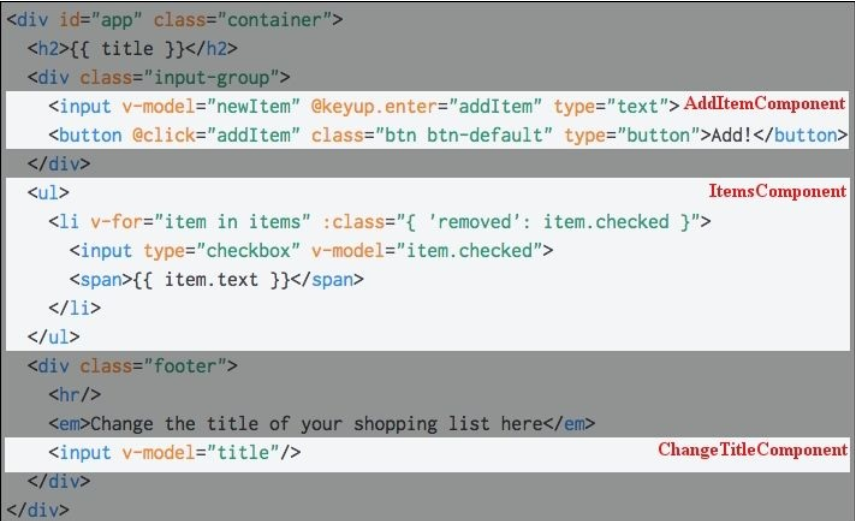 <div id="app" class="container">
<h2>{{ title }}</h2>
<div class="input-group">
<input v-model="newItem" @keyup.enter="addItem" type="text"> AddItemComponent
<button @click="addItem" class="btn btn-default" type="button">Add!</button>
</div>
<ul> ItemsComponent
<li v-for="item in items" :class="{ 'removed': item.checked }">
<input type="checkbox" v-model="item.checked">
<span>{{ item.text }}</span>
</li>
</ul>
<div class="footer">
<hr/>
<em>Change the title of your shopping list here</em>
<input v-model="title"/> ChangeTitleComponent
</div>
</div>